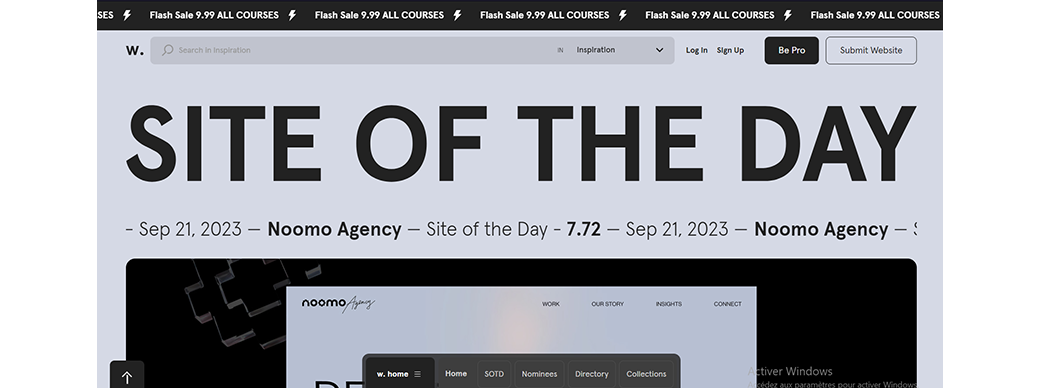 SES Flash Sale 9.99 ALL COURSES Flash Sale 9.99 ALL COURSES Flash Sale 9.99 ALL COURSES Flash Sale 9.99 ALL COURSES Flash Sale 9.99 ALL COURSES
w. Search in Inspiration IN Inspiration Log In Sign Up Be Pro Submit Website
SITE OF THE DAY
- Sep 21, 2023 — Noomo Agency — Site of the Day - 7.72 — Sep 21, 2023 — Noomo Agency — S
noomo Agency WORK OUR STORY INSIGHTS CONNECT
w. home Home SOTD Nominees Directory Collections
Activer Windows
Accédez aux paramètres pour activer Windows